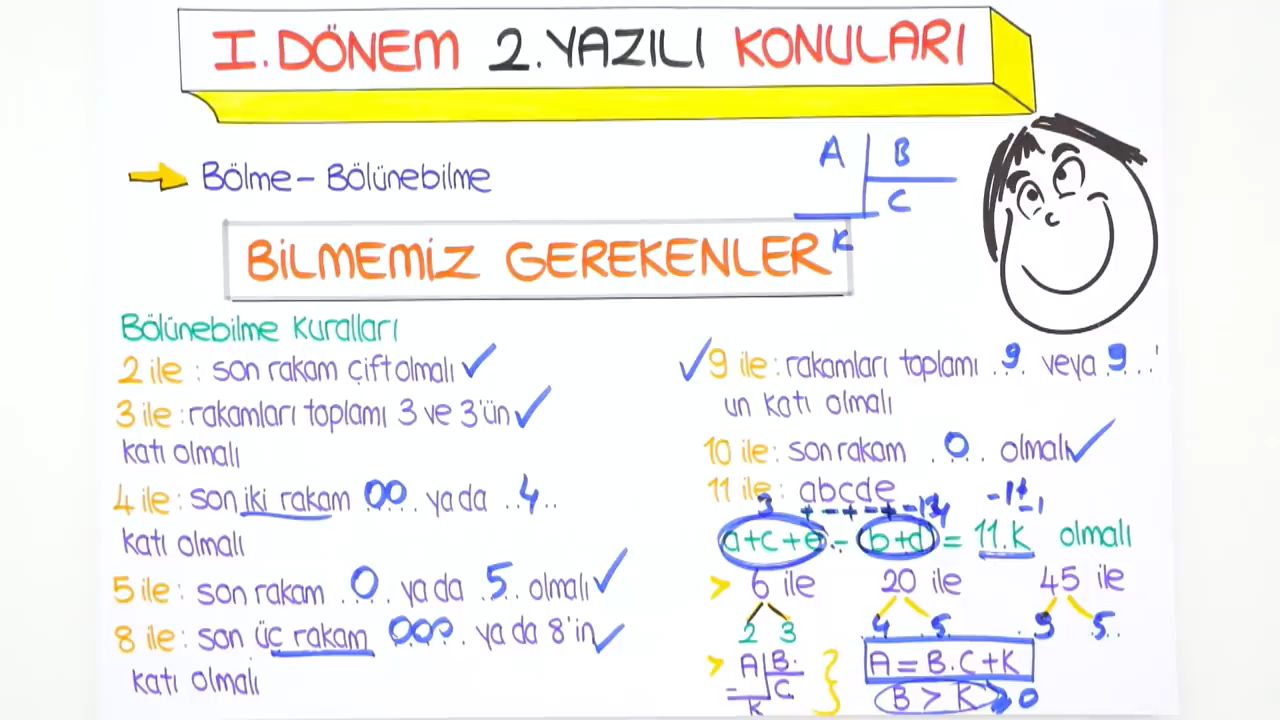 I. DÖNEM 2. YAZILI KONULARI
Bölme - Bölünebilme
A B
C
K
BİLMEMİZ GEREKENLER
Bölünebilme Kuralları
2 ile : son rakam çift olmalı
3 ile : rakamları toplamı 3 ve 3'ün
katı olmalı
4 ile : son iki rakam 00 ya da ..4..
katı olmalı
5 ile : son rakam ..0.. ya da .5.. olmalı
8 ile : son üç rakam 000. ya da 8'in
katı olmalı
9 ile : rakamları toplamı ..9. veya 9....'
un katı olmalı
10 ile : son rakam ..0.. olmalı
11 ile : abcde
3 + - + - +
a+c+e - (b+d) = 11.K olmalı
> 6 ile 20 ile 45 ile
2 3 4 5 9 5
> A B
C
K
A = B.C+K
B > K ≥ 0